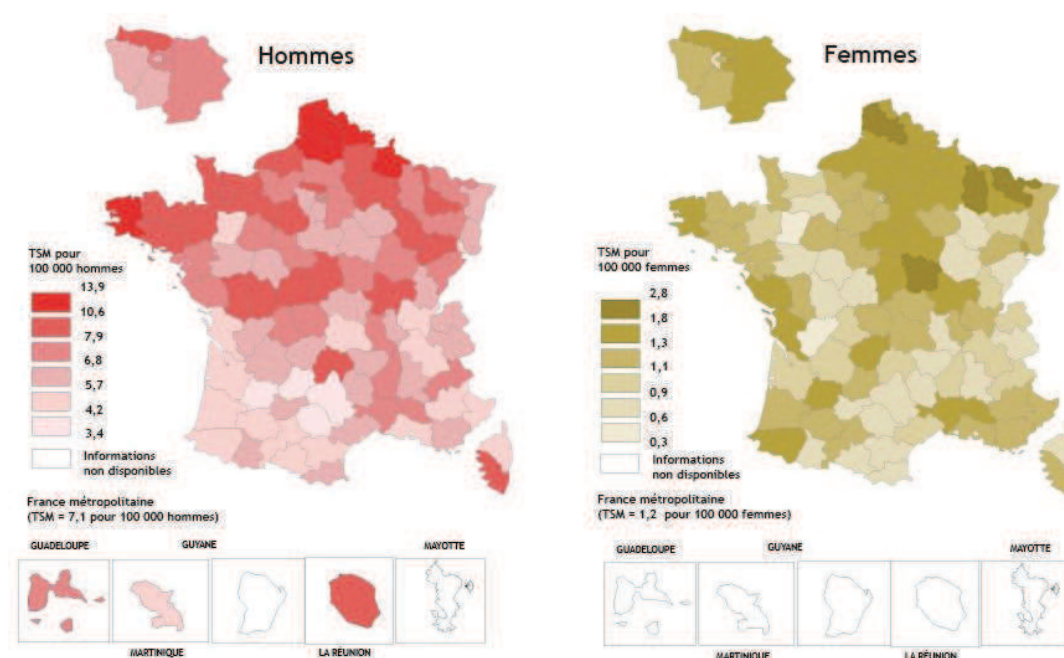 Hommes
TSM pour
100 000 hommes
13,9
10,6
7,9
6,8
5,7
4,2
3,4
Informations
non disponibles
France métropolitaine
(TSM = 7,1 pour 100 000 hommes)
GUADELOUPE
GUYANE
MAYOTTE
MARTINIQUE
LA RÉUNION
Femmes
TSM pour
100 000 femmes
2,8
1,8
1,3
1,1
0,9
0,6
0,3
Informations
non disponibles
France métropolitaine
(TSM = 1,2 pour 100 000 femmes)
GUADELOUPE
GUYANE
MAYOTTE
MARTINIQUE
LA RÉUNION